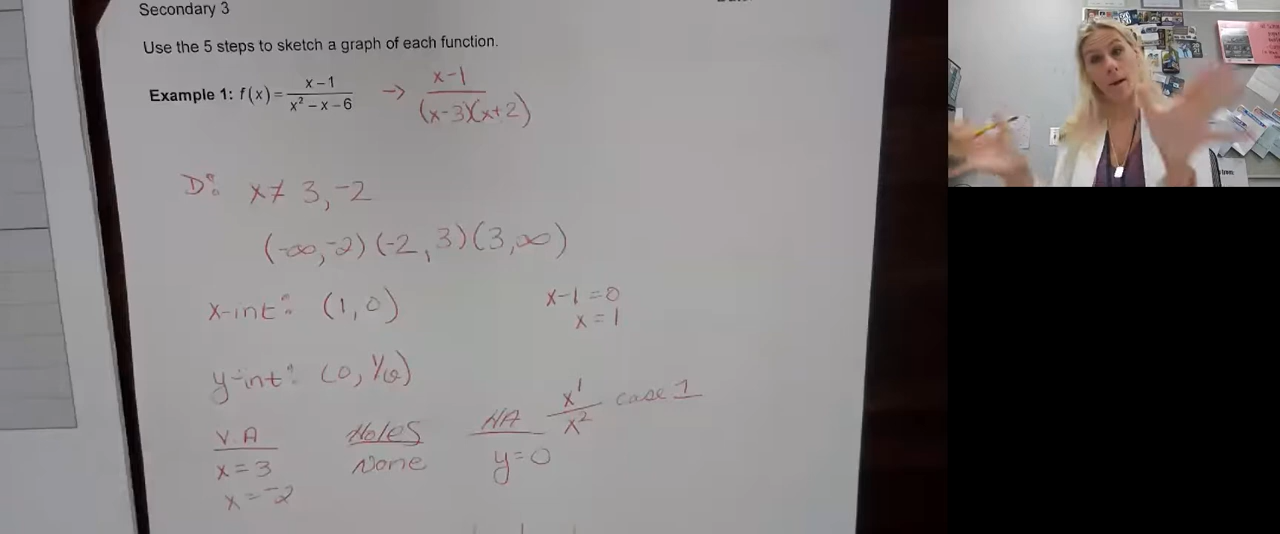 Secondary 3
Use the 5 steps to sketch a graph of each function.
Example 1: f(x) = (x-1)/(x² - x - 6) → (x-1)/((x-3)(x+2))
D: x ≠ 3, -2
(-∞, -2) (-2, 3) (3, ∞)
x-int: (1, 0) x-1=0
x=1
y-int: (0, 1/6)
V.A Holes HA x¹/x² case 1
x=3 None y=0
x=-2